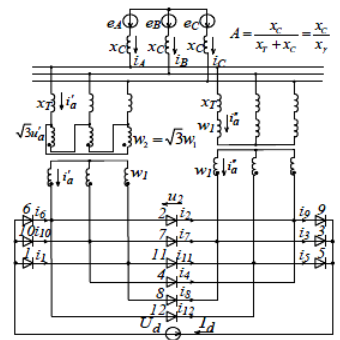 e_A e_B e_C
A = x_C / (x_T + x_C) = x_C / x_γ
x_C x_C x_C
i_A i_B i_C
x_T i'_a x_T i''_a
w_1
√3u'_a w_2 = √3w_1
i'_a w_1 w_1 i''_a
u_2
6 i_6 2 i_2 i_9 9
10 i_10 7 i_7 i_3 3
1 i_1 11 i_11 i_5 5
4 i_4
8 i_8
12 i_12
U_d I_d